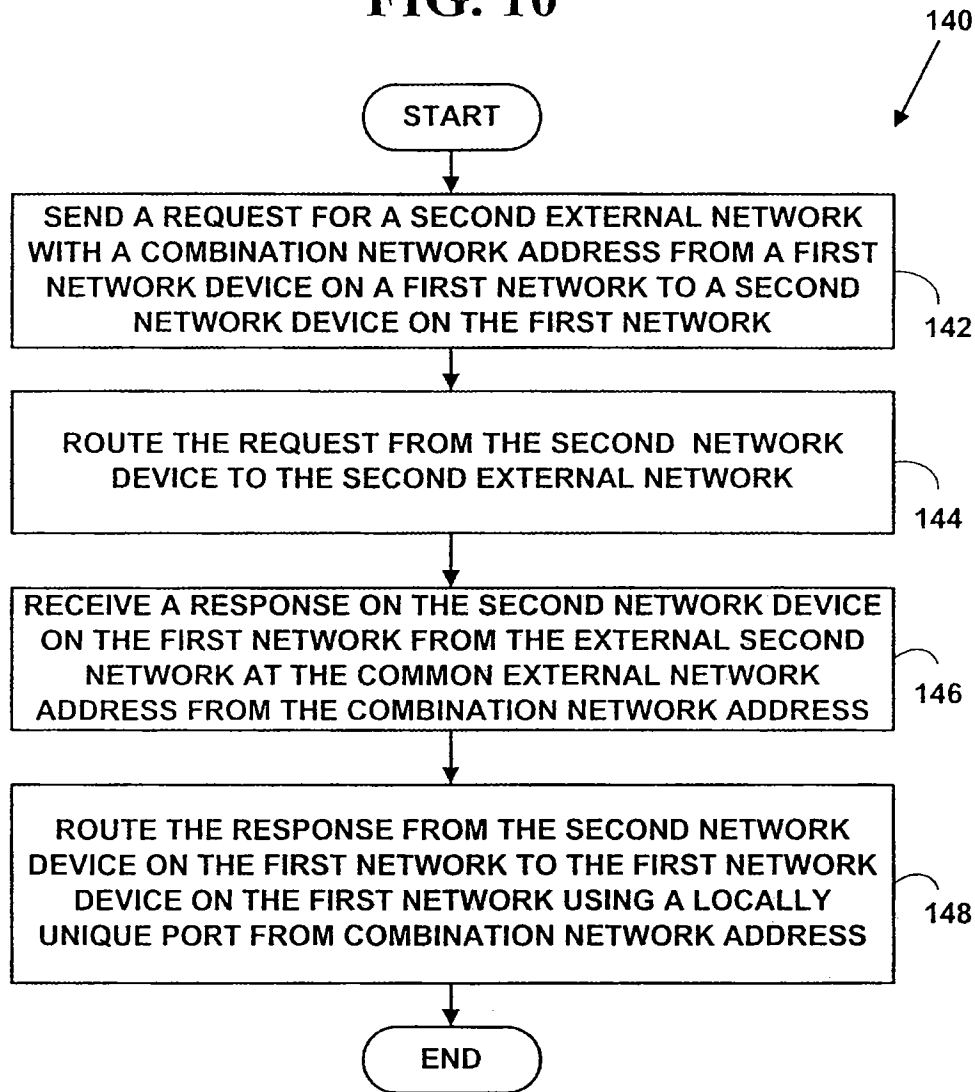 FIG. 10
140
START
SEND A REQUEST FOR A SECOND EXTERNAL NETWORK
WITH A COMBINATION NETWORK ADDRESS FROM A FIRST
NETWORK DEVICE ON A FIRST NETWORK TO A SECOND
NETWORK DEVICE ON THE FIRST NETWORK
142
ROUTE THE REQUEST FROM THE SECOND NETWORK
DEVICE TO THE SECOND EXTERNAL NETWORK
144
RECEIVE A RESPONSE ON THE SECOND NETWORK DEVICE
ON THE FIRST NETWORK FROM THE EXTERNAL SECOND
NETWORK AT THE COMMON EXTERNAL NETWORK
ADDRESS FROM THE COMBINATION NETWORK ADDRESS
146
ROUTE THE RESPONSE FROM THE SECOND NETWORK
DEVICE ON THE FIRST NETWORK TO THE FIRST NETWORK
DEVICE ON THE FIRST NETWORK USING A LOCALLY
UNIQUE PORT FROM COMBINATION NETWORK ADDRESS
148
END